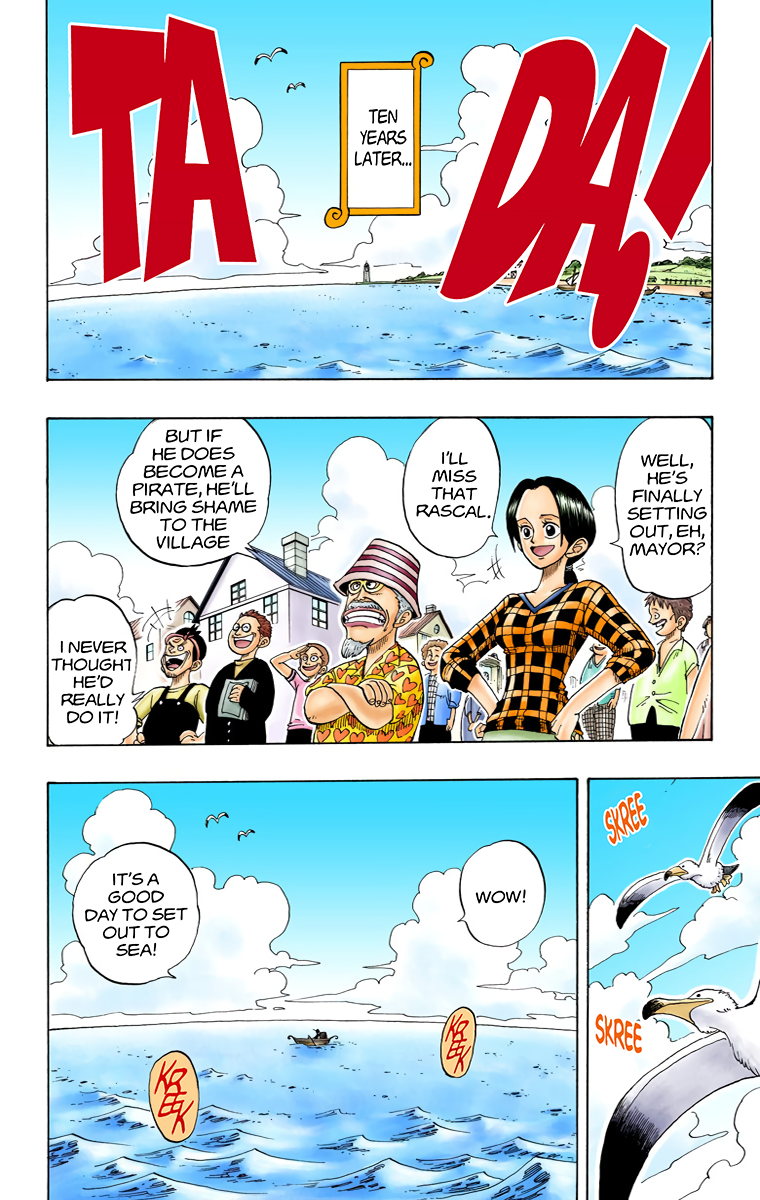 TA DA!
TEN
YEARS
LATER...
WELL,
HE'S
FINALLY
SETTING
OUT, EH,
MAYOR?
I'LL
MISS
THAT
RASCAL.
BUT IF
HE DOES
BECOME A
PIRATE, HE'LL
BRING SHAME
TO THE
VILLAGE
I NEVER
THOUGHT
HE'D
REALLY
DO IT!
SKREE
SKREE
WOW!
IT'S A
GOOD
DAY TO SET
OUT TO
SEA!
KREEK
KREEK